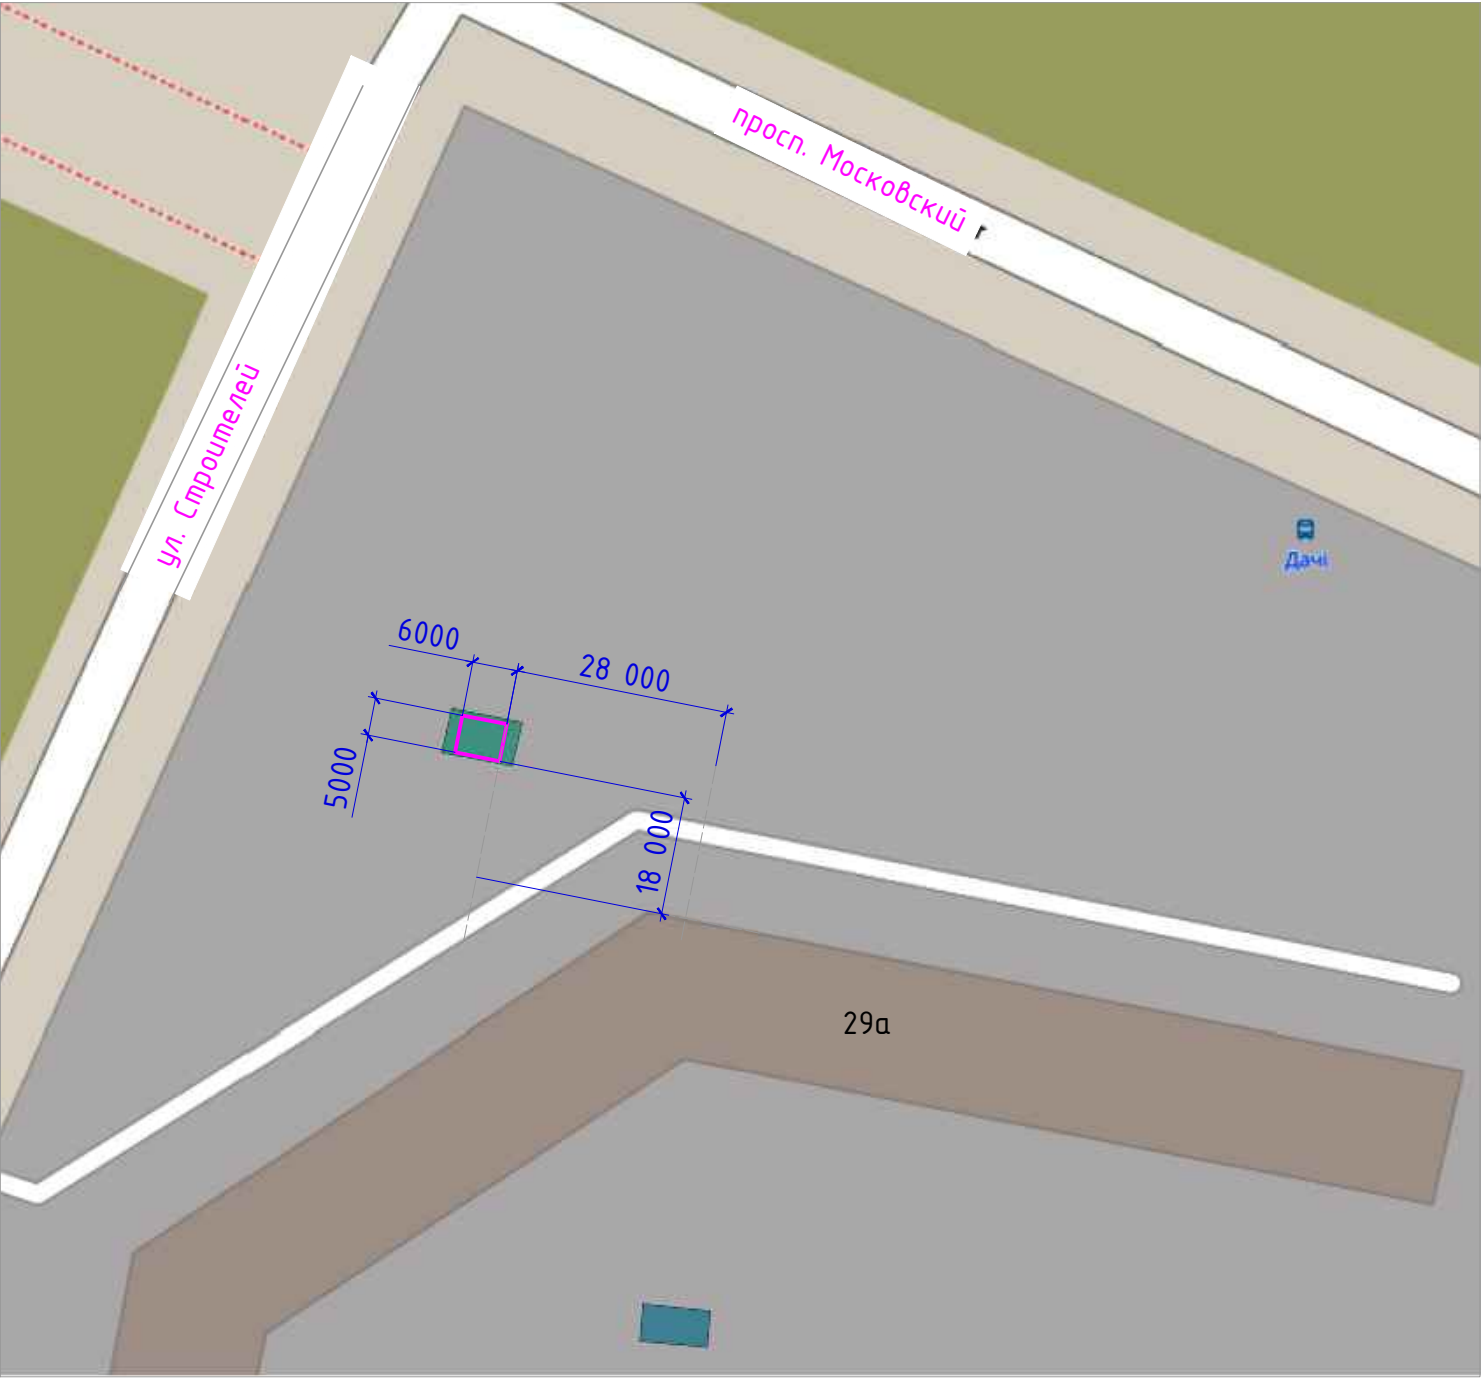 просп. Московский
г
ул. Строителей
Дачі
6000
28 000
5000
18 000
29а